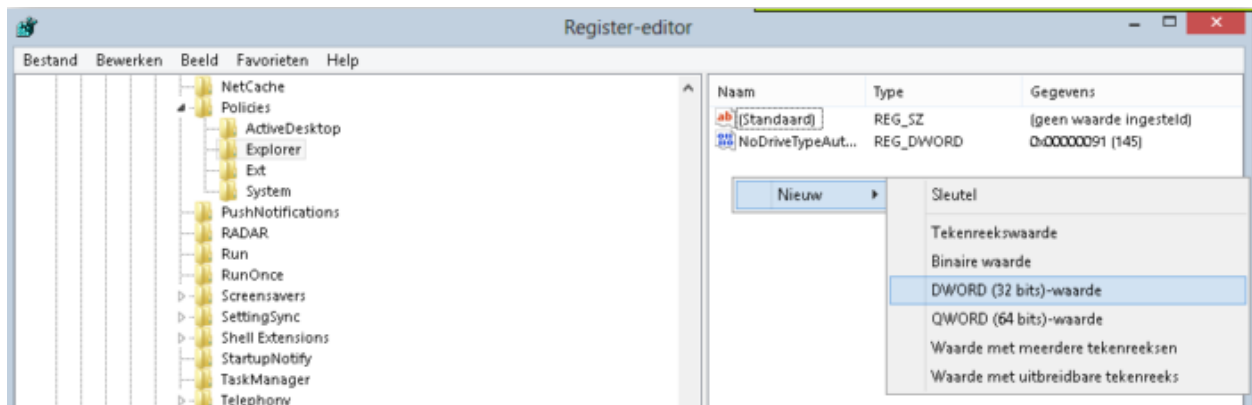 Register-editor
Bestand Bewerken Beeld Favorieten Help
NetCache
Policies
ActiveDesktop
Explorer
Ext
System
PushNotifications
RADAR
Run
RunOnce
Screensavers
SettingSync
Shell Extensions
StartupNotify
TaskManager
Telephony
Naam Type Gegevens
(Standaard) REG_SZ (geen waarde ingesteld)
NoDriveTypeAut... REG_DWORD 0x00000091 (145)
Nieuw
Sleutel
Tekenreekswaarde
Binaire waarde
DWORD (32 bits)-waarde
QWORD (64 bits)-waarde
Waarde met meerdere tekenreeksen
Waarde met uitbreidbare tekenreeks